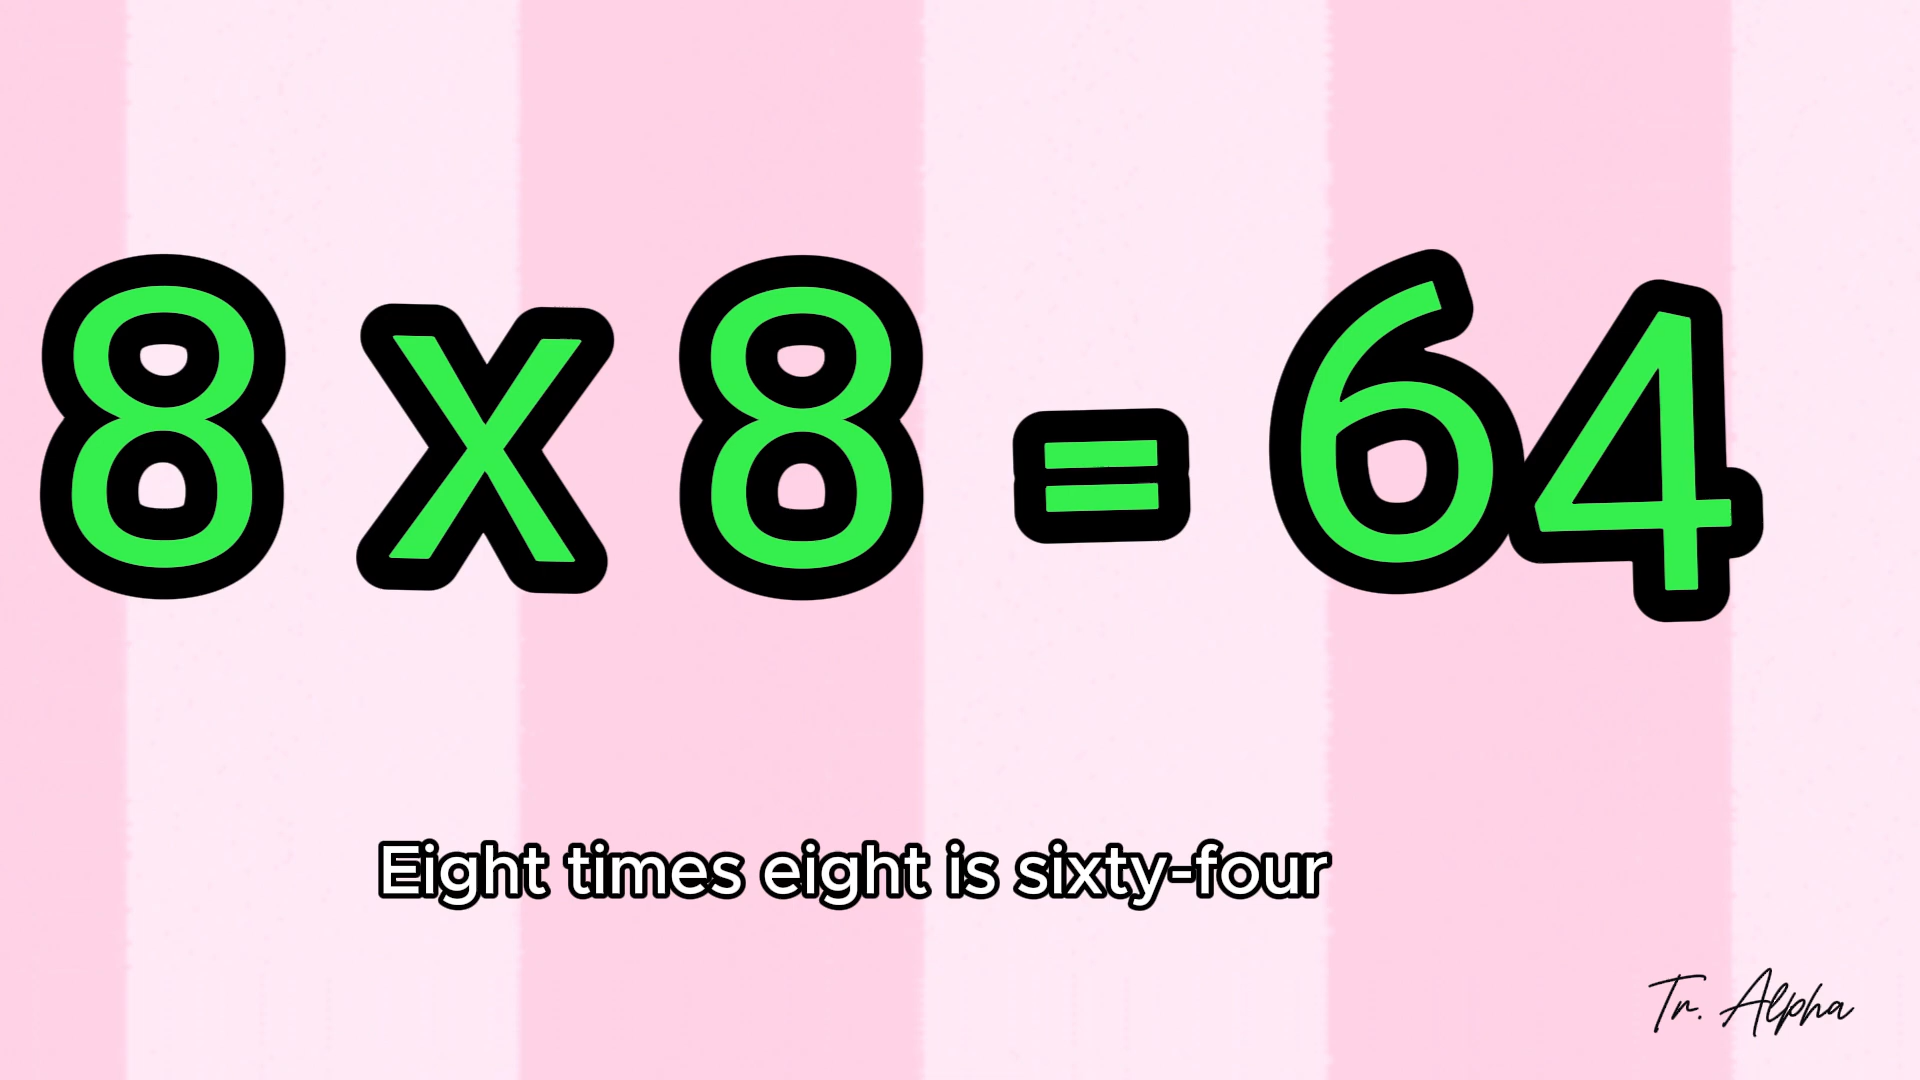 8 x 8 = 64
Eight times eight is sixty-four
Tr. Alpha